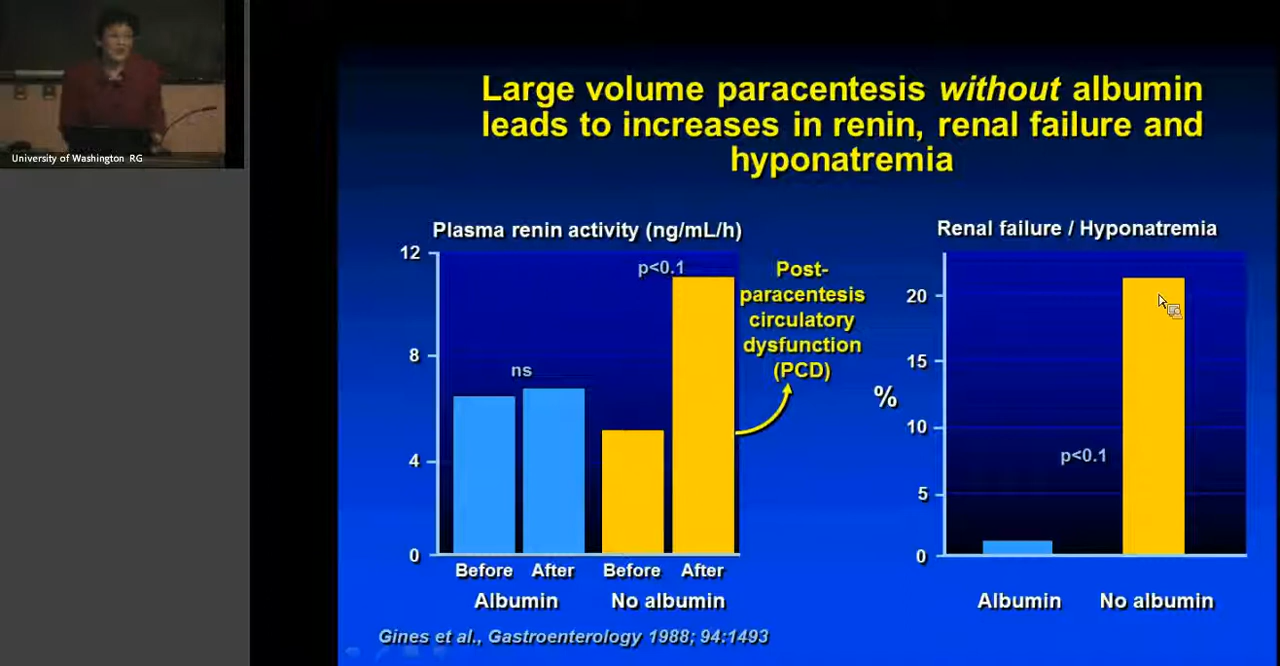 University of Washington RG
Large volume paracentesis without albumin
leads to increases in renin, renal failure and
hyponatremia
Plasma renin activity (ng/mL/h)
12
8
4
0
p<0.1
ns
Before
After
Before
After
Albumin
No albumin
Post-
paracentesis
circulatory
dysfunction
(PCD)
Renal failure / Hyponatremia
20
15
10
5
0
%
p<0.1
Albumin
No albumin
Gines et al., Gastroenterology 1988; 94:1493